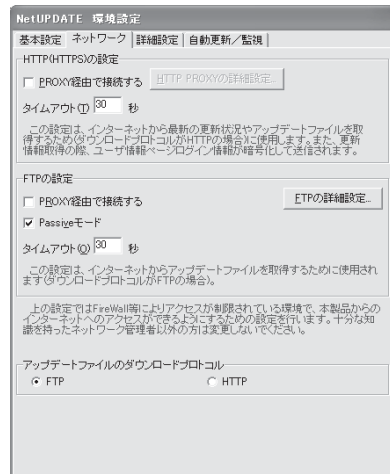 NetUPDATE 環境設定
基本設定 ネットワーク 詳細設定 自動更新／監視
HTTP(HTTPS)の設定
PROXY経由で接続する HTTP PROXYの詳細設定...
タイムアウト(T) 30 秒
この設定は、インターネットから最新の更新状況やアップデートファイルを取
得するため(ダウンロードプロトコルがHTTPの場合)に使用します。また、更新
情報取得の際、ユーザ情報ページログイン情報が暗号化して送信されます。
FTPの設定
PROXY経由で接続する FTPの詳細設定...
Passiveモード
タイムアウト(O) 30 秒
この設定は、インターネットからアップデートファイルを取得するために使用され
ます(ダウンロードプロトコルがFTPの場合)。
上の設定ではFireWall等によりアクセスが制限されている環境で、本製品からの
インターネットへのアクセスができるようにするための設定を行います。十分な知
識を持ったネットワーク管理者以外の方は変更しないでください。
アップデートファイルのダウンロードプロトコル
FTP HTTP